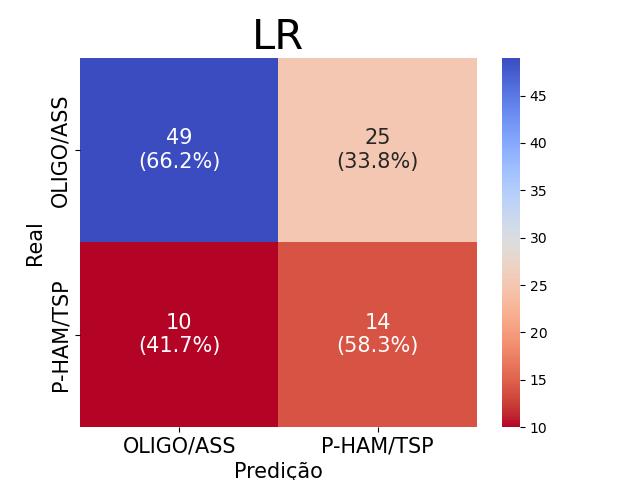 LR
OLIGO/ASS
P-HAM/TSP
Real
49
(66.2%)
25
(33.8%)
10
(41.7%)
14
(58.3%)
OLIGO/ASS
P-HAM/TSP
Predição
45
40
35
30
25
20
15
10